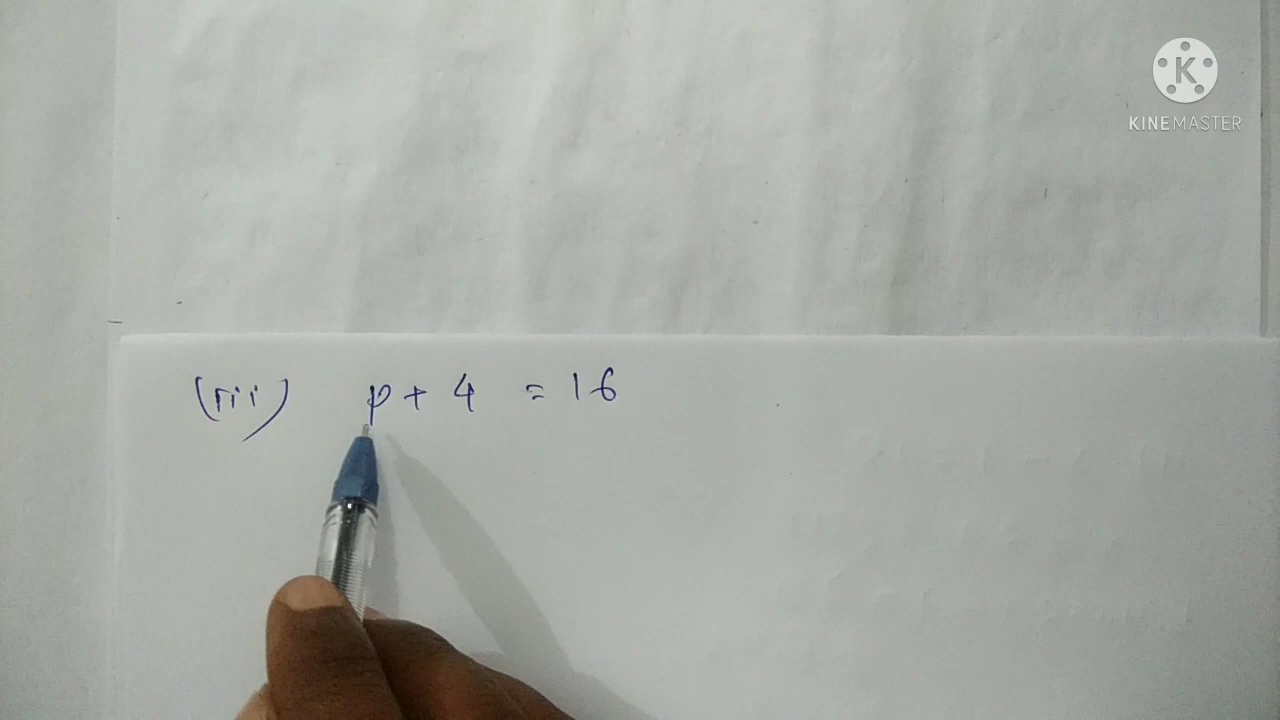 K
KINEMASTER
(iii) p + 4 = 16